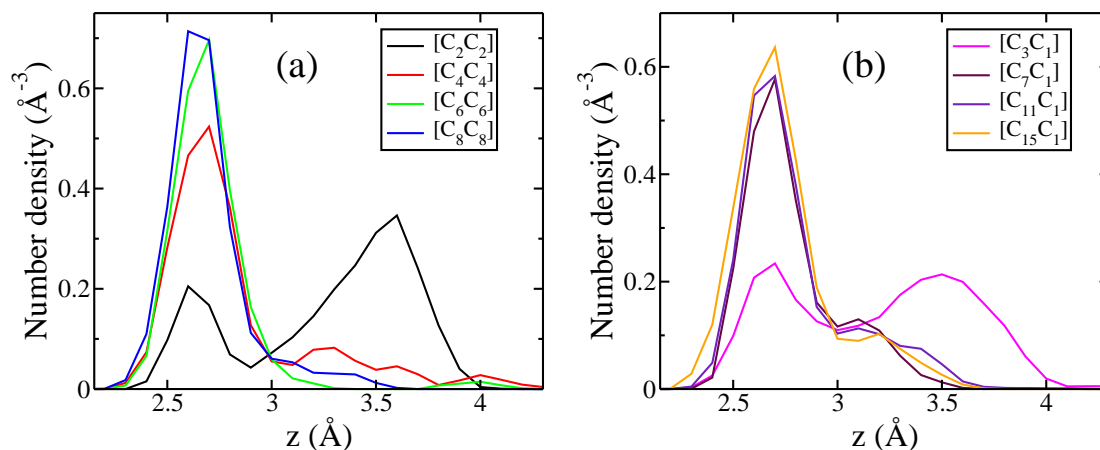 (a)
[C₂C₂]
[C₄C₄]
[C₆C₆]
[C₈C₈]
Number density (Å⁻³)
0.6
0.4
0.2
0
2.5 3 3.5 4
z (Å)
(b)
[C₃C₁]
[C₇C₁]
[C₁₁C₁]
[C₁₅C₁]
Number density (Å⁻³)
0.6
0.4
0.2
0
2.5 3 3.5 4
z (Å)